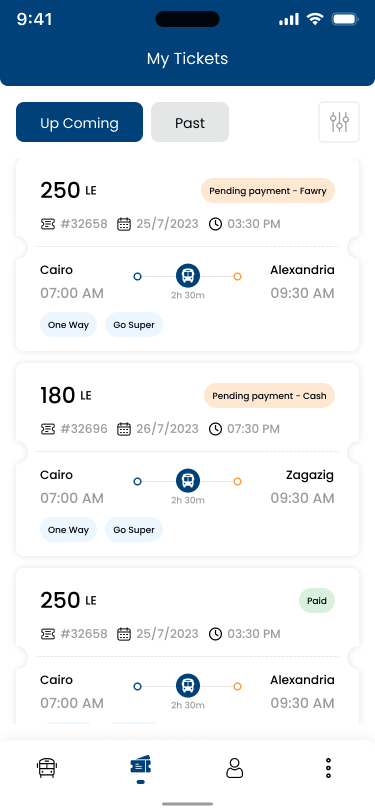 9:41
My Tickets
Up Coming Past
250 LE Pending payment - Fawry
#32658 25/7/2023 03:30 PM
Cairo Alexandria
07:00 AM 2h 30m 09:30 AM
One Way Go Super
180 LE Pending payment - Cash
#32696 26/7/2023 07:30 PM
Cairo Zagazig
07:00 AM 2h 30m 09:30 AM
One Way Go Super
250 LE Paid
#32658 25/7/2023 03:30 PM
Cairo Alexandria
07:00 AM 2h 30m 09:30 AM